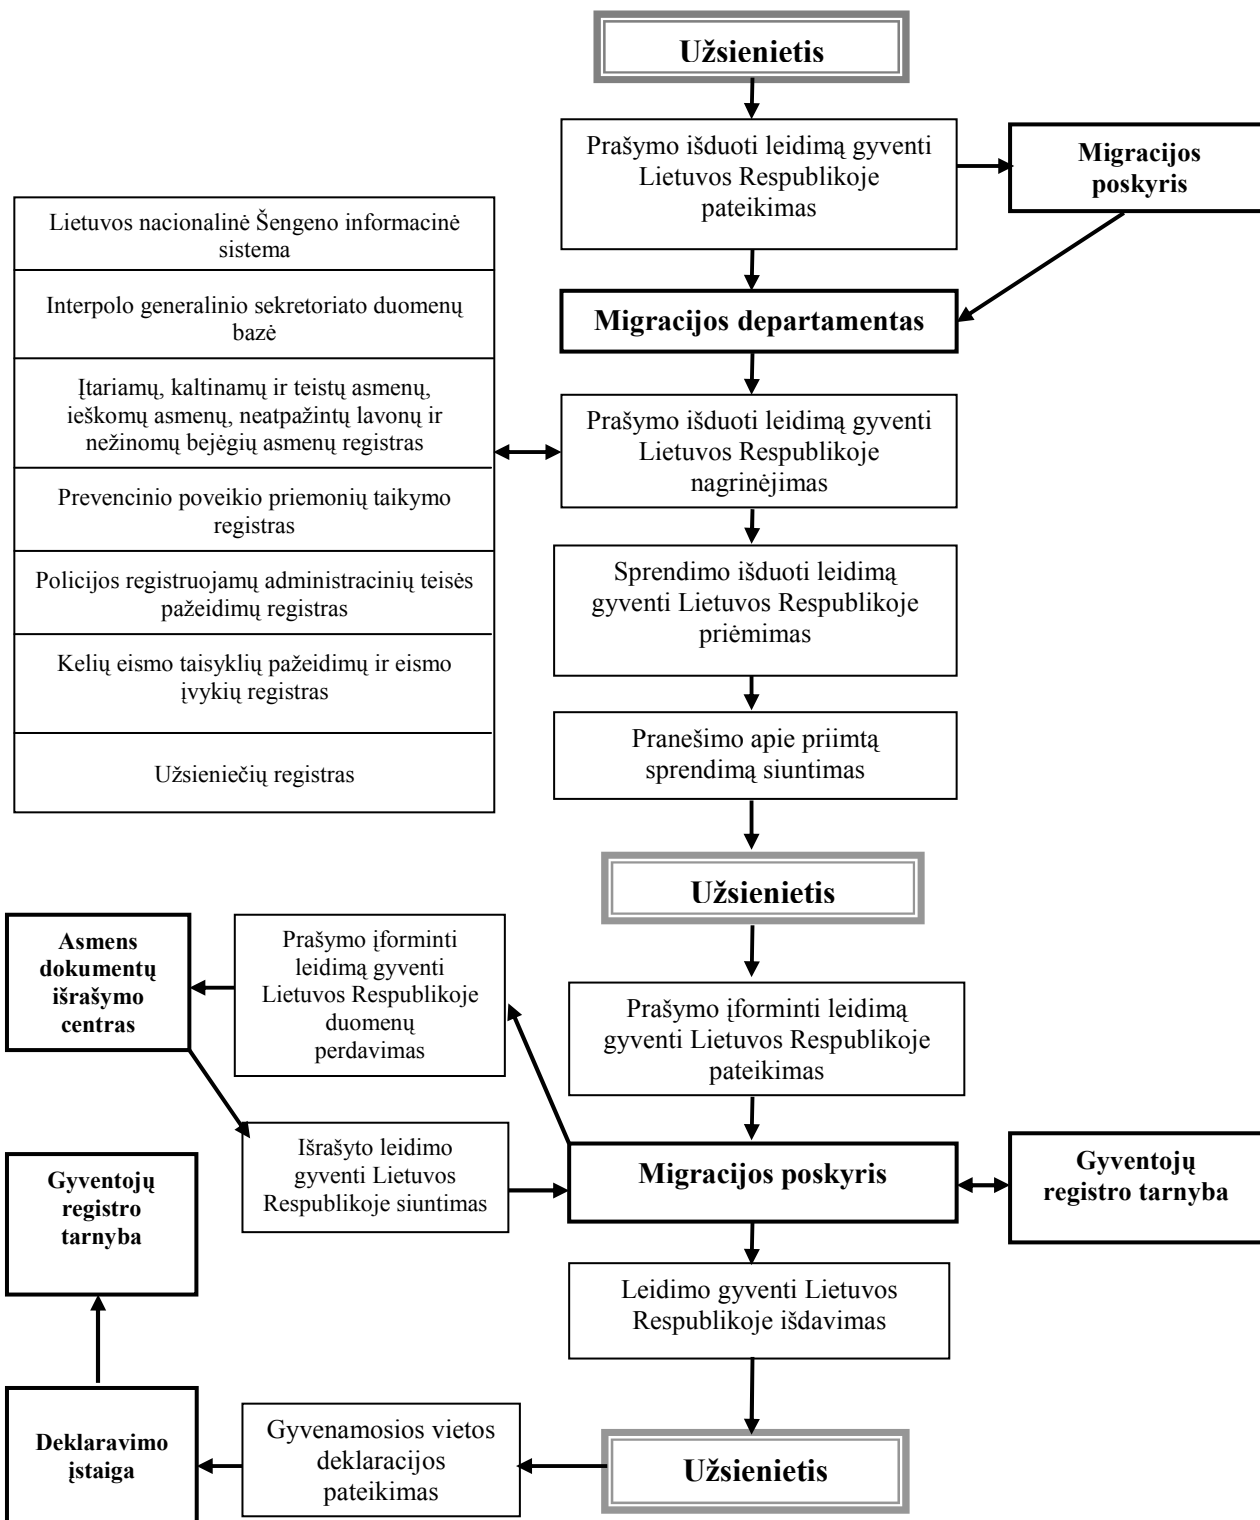 Užsienietis
Prašymo išduoti leidimą gyventi
Lietuvos Respublikoje
pateikimas
Migracijos
poskyris
Migracijos departamentas
Lietuvos nacionalinė Šengeno informacinė
sistema
Interpolo generalinio sekretoriato duomenų
bazė
Įtariamų, kaltinamų ir teistų asmenų,
ieškomų asmenų, neatpažintų lavonų ir
nežinomų bejėgių asmenų registras
Prevencinio poveikio priemonių taikymo
registras
Policijos registruojamų administracinių teisės
pažeidimų registras
Kelių eismo taisyklių pažeidimų ir eismo
įvykių registras
Užsieniečių registras
Prašymo išduoti leidimą gyventi
Lietuvos Respublikoje
nagrinėjimas
Sprendimo išduoti leidimą
gyventi Lietuvos Respublikoje
priėmimas
Pranešimo apie priimtą
sprendimą siuntimas
Užsienietis
Prašymo įforminti leidimą
gyventi Lietuvos Respublikoje
pateikimas
Asmens
dokumentų
išrašymo
centras
Prašymo įforminti
leidimą gyventi
Lietuvos Respublikoje
duomenų
perdavimas
Išrašyto leidimo
gyventi Lietuvos
Respublikoje siuntimas
Migracijos poskyris
Gyventojų
registro tarnyba
Gyventojų
registro
tarnyba
Leidimo gyventi Lietuvos
Respublikoje išdavimas
Deklaravimo
įstaiga
Gyvenamosios vietos
deklaracijos
pateikimas
Užsienietis